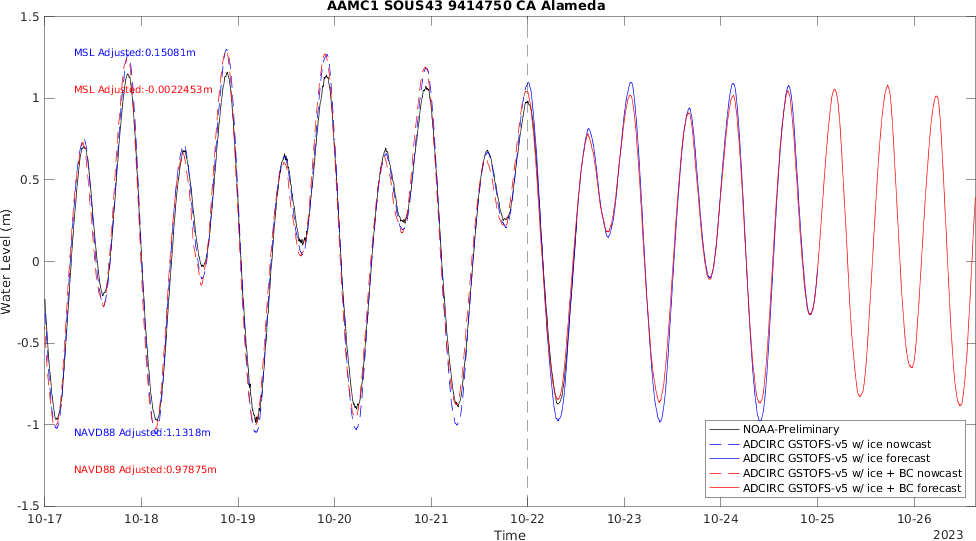 AAMC1 SOUS43 9414750 CA Alameda
1.5
MSL Adjusted:0.15081m
MSL Adjusted:-0.0022453m
1
0.5
Water Level (m)
0
-0.5
-1
NAVD88 Adjusted:1.1318m
NAVD88 Adjusted:0.97875m
-1.5
NOAA-Preliminary
ADCIRC GSTOFS-v5 w/ ice nowcast
ADCIRC GSTOFS-v5 w/ ice forecast
ADCIRC GSTOFS-v5 w/ ice + BC nowcast
ADCIRC GSTOFS-v5 w/ ice + BC forecast
10-17 10-18 10-19 10-20 10-21 10-22 10-23 10-24 10-25 10-26
Time
2023